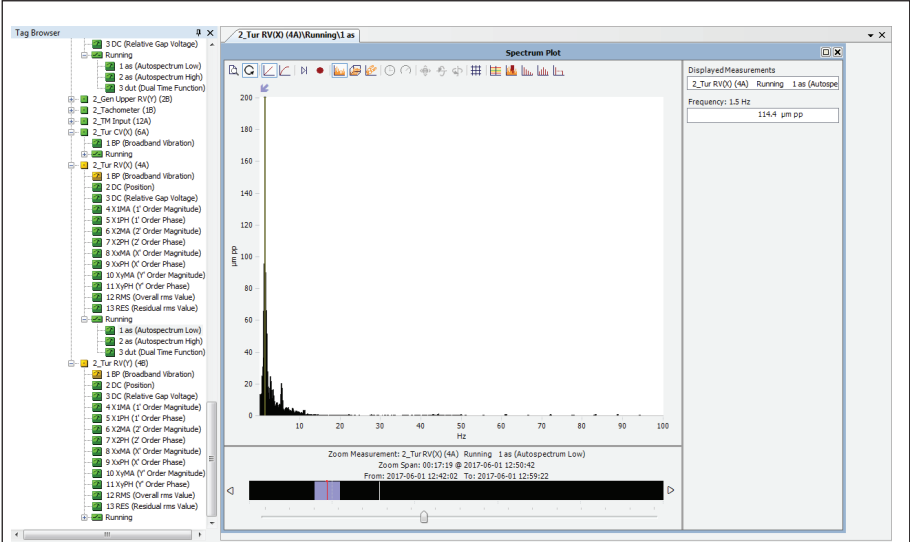 Tag Browser
3 DC (Relative Gap Voltage)
Running
1 as (Autospectrum Low)
2 as (Autospectrum High)
3 dut (Dual Time Function)
2_Gen Upper RV(Y) (2B)
2_Tachometer (1B)
2_TM Input (12A)
2_Tur CV(X) (6A)
1 BP (Broadband Vibration)
Running
2_Tur RV(X) (4A)
1 BP (Broadband Vibration)
2 DC (Position)
3 DC (Relative Gap Voltage)
4 X1MA (1' Order Magnitude)
5 X1PH (1' Order Phase)
6 X2MA (2' Order Magnitude)
7 X2PH (2' Order Phase)
8 XxMA (X' Order Magnitude)
9 XxPH (X' Order Phase)
10 XyMA (Y' Order Magnitude)
11 XyPH (Y' Order Phase)
12 RMS (Overall rms Value)
13 RES (Residual rms Value)
Running
1 as (Autospectrum Low)
2 as (Autospectrum High)
3 dut (Dual Time Function)
2_Tur RV(Y) (4B)
1 BP (Broadband Vibration)
2 DC (Position)
3 DC (Relative Gap Voltage)
4 X1MA (1' Order Magnitude)
5 X1PH (1' Order Phase)
6 X2MA (2' Order Magnitude)
7 X2PH (2' Order Phase)
8 XxMA (X' Order Magnitude)
9 XxPH (X' Order Phase)
10 XyMA (Y' Order Magnitude)
11 XyPH (Y' Order Phase)
12 RMS (Overall rms Value)
13 RES (Residual rms Value)
Running
2_Tur RV(X) (4A)\Running\1 as
Spectrum Plot
200
180
160
140
120
100
80
60
40
20
0
µm pp
10 20 30 40 50 60 70 80 90 100
Hz
Displayed Measurements
2_Tur RV(X) (4A) Running 1 as (Autospe
Frequency: 1.5 Hz
114.4 µm pp
Zoom Measurement: 2_Tur RV(X) (4A) Running 1 as (Autospectrum Low)
Zoom Span: 00:17:19 @ 2017-06-01 12:50:42
From: 2017-06-01 12:42:02 To: 2017-06-01 12:59:22